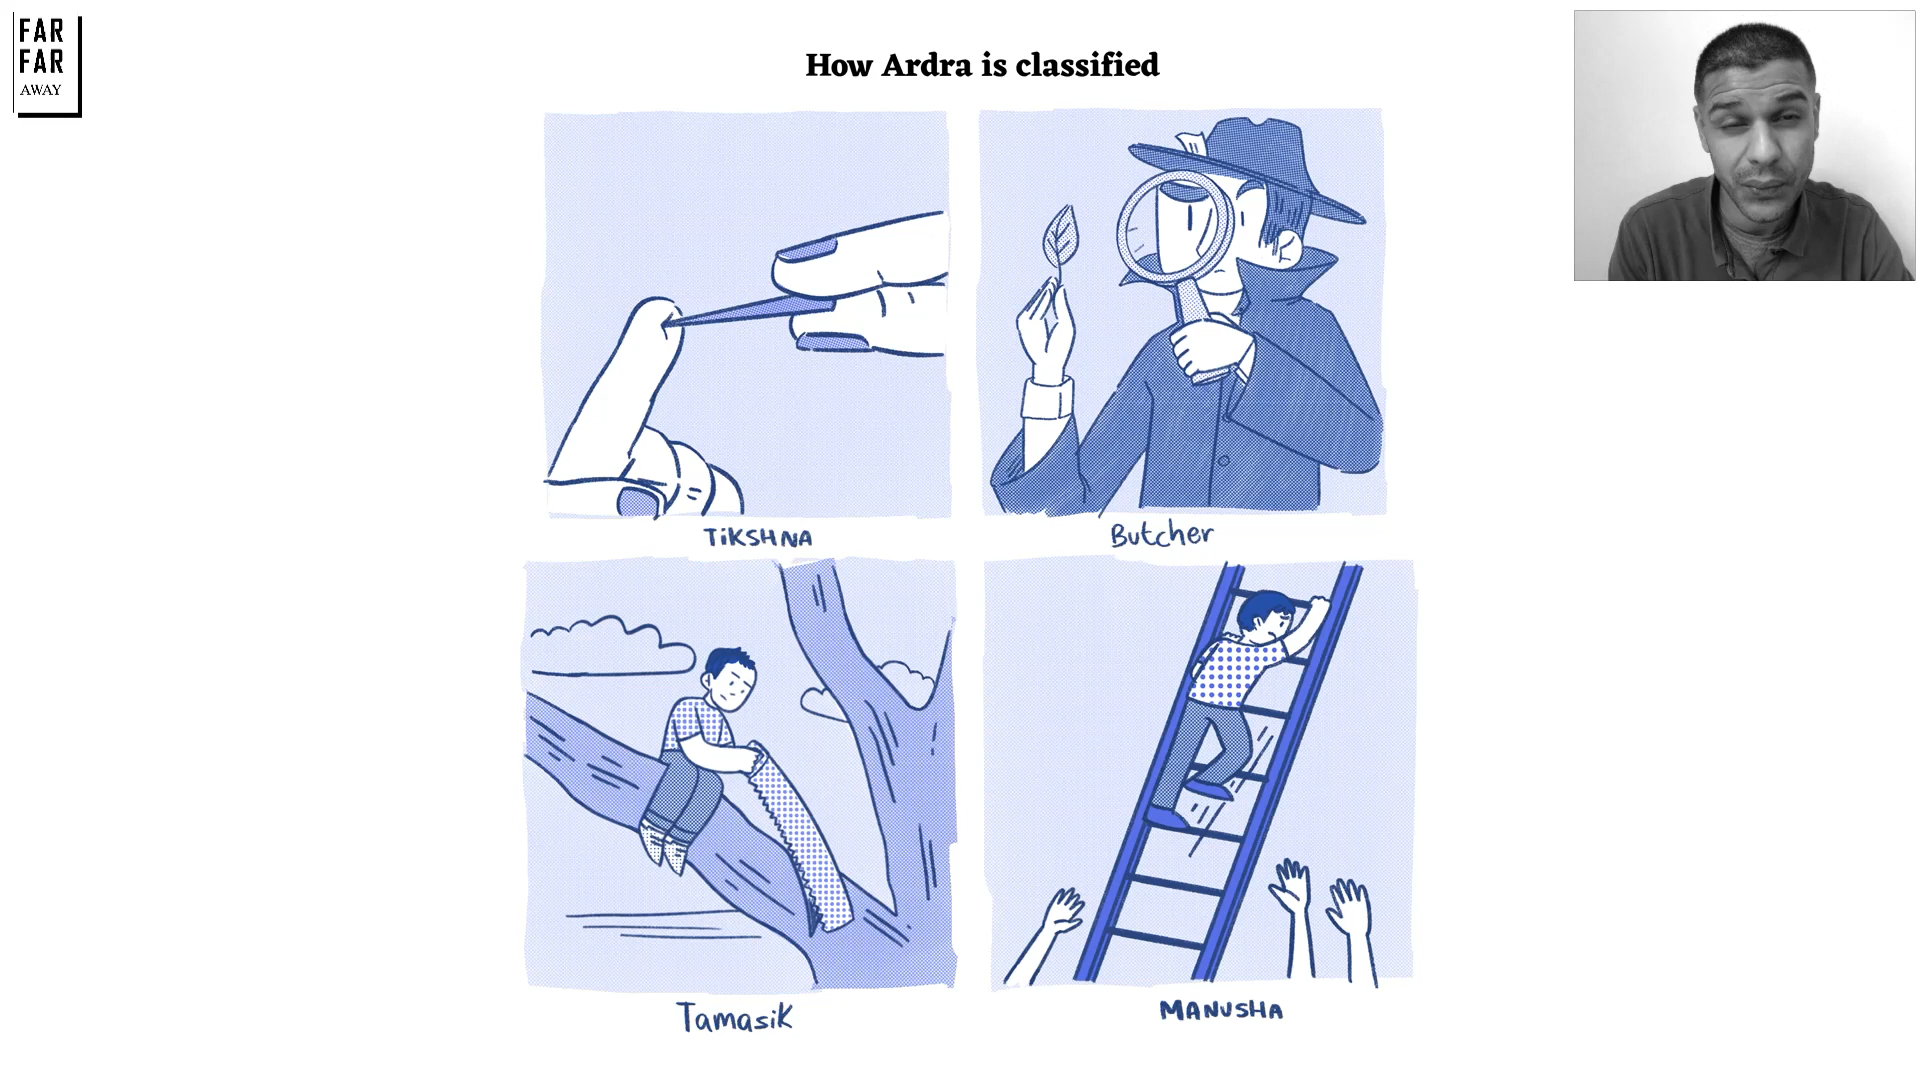 FAR
FAR
AWAY
How Ardra is classified
TiKSHNA
Butcher
Tamasik
MANUSHA